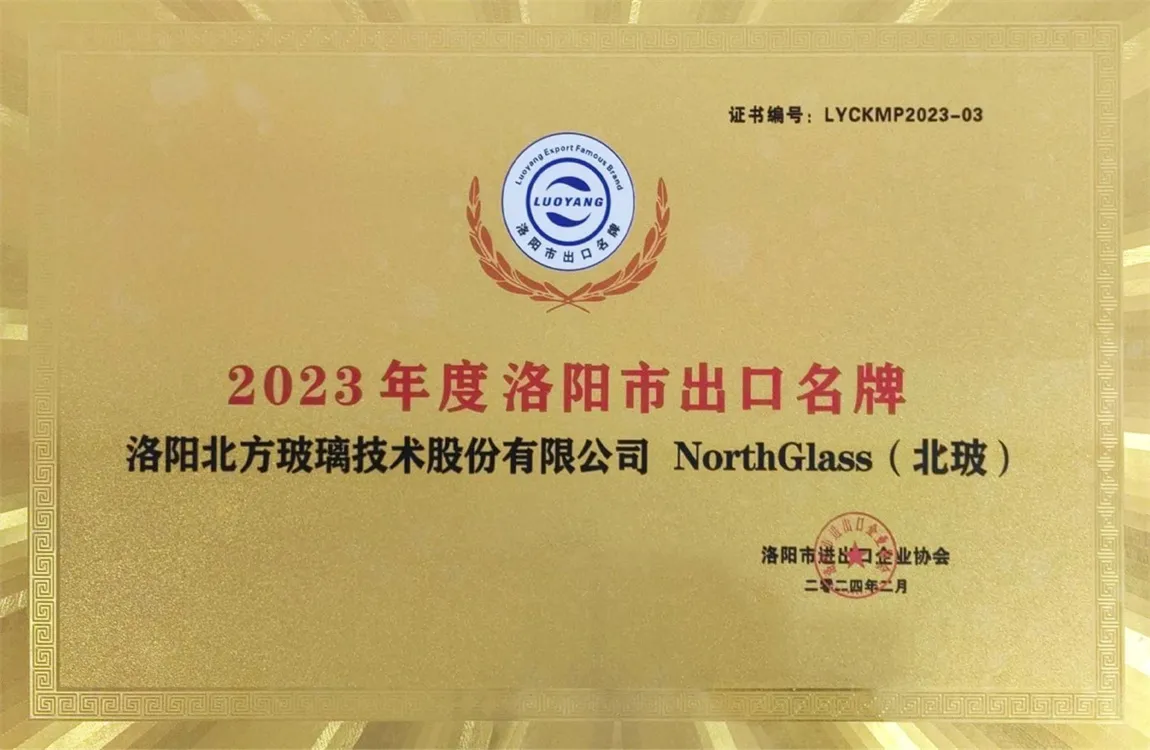 证书编号：LYCKMP2023-03
Luoyang Export Famous Brand
LUOYANG
洛阳市出口名牌
2023年度洛阳市出口名牌
洛阳北方玻璃技术股份有限公司 NorthGlass（北玻）
洛阳市进出口企业协会
二零二四年二月